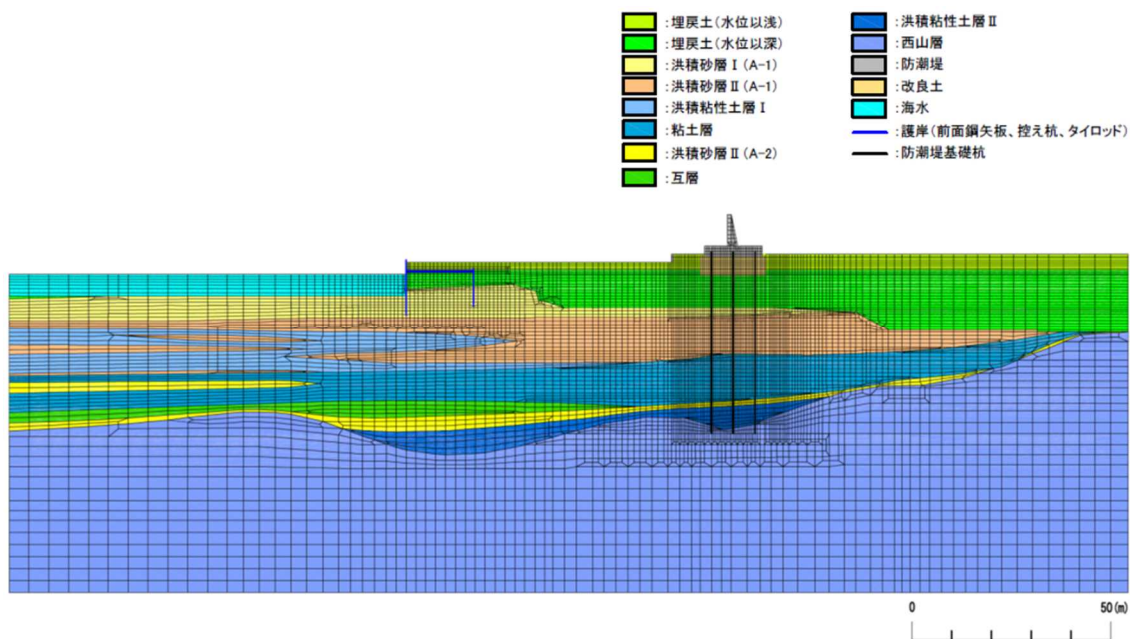 :埋戻土(水位以浅)
:埋戻土(水位以深)
:洪積砂層Ⅰ(A-1)
:洪積砂層Ⅱ(A-1)
:洪積粘性土層Ⅰ
:粘土層
:洪積砂層Ⅱ(A-2)
:互層
:洪積粘性土層Ⅱ
:西山層
:防潮堤
:改良土
:海水
:護岸(前面鋼矢板、控え杭、タイロッド)
:防潮堤基礎杭
0 50(m)